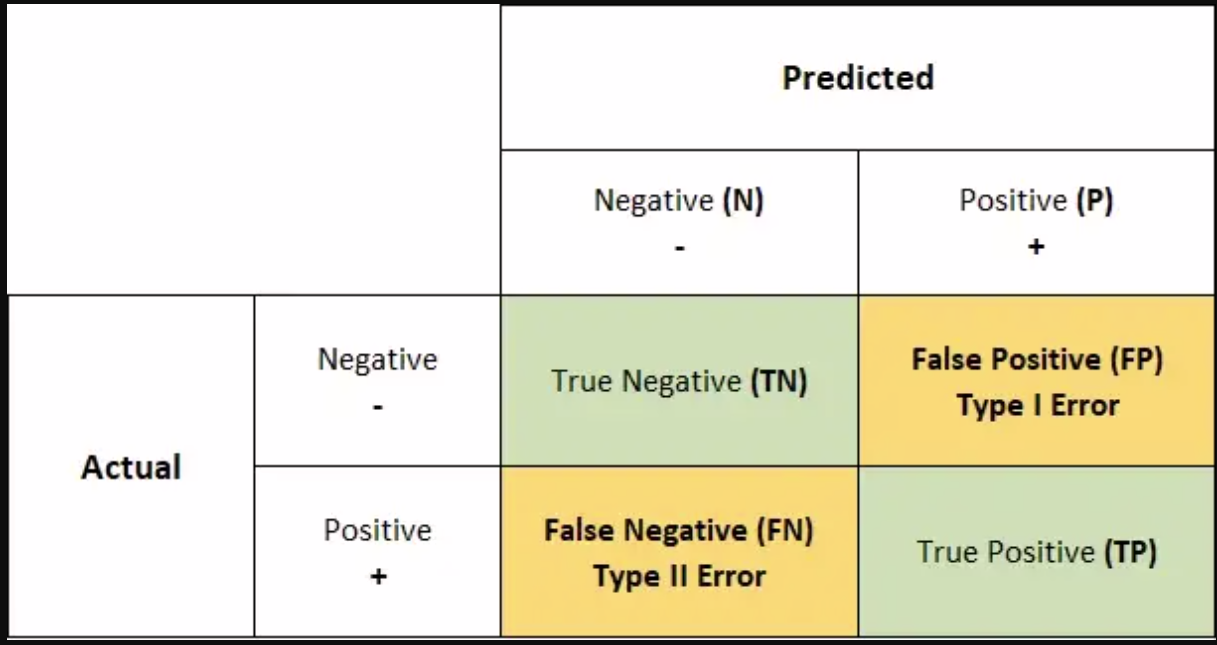 Predicted
Negative (N)
-
Positive (P)
+
Actual
Negative
-
True Negative (TN)
False Positive (FP)
Type I Error
Positive
+
False Negative (FN)
Type II Error
True Positive (TP)